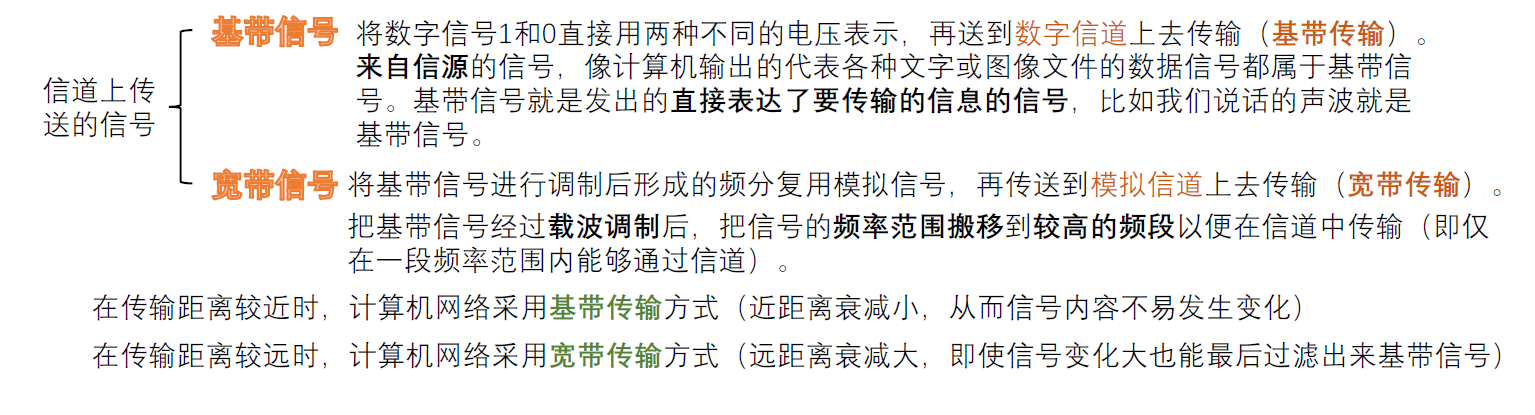 信道上传
送的信号
基带信号 将数字信号1和0直接用两种不同的电压表示，再送到数字信道上去传输（基带传输）。
来自信源的信号，像计算机输出的代表各种文字或图像文件的数据信号都属于基带信
号。基带信号就是发出的直接表达了要传输的信息的信号，比如我们说话的声波就是
基带信号。
宽带信号 将基带信号进行调制后形成的频分复用模拟信号，再传送到模拟信道上去传输（宽带传输）。
把基带信号经过载波调制后，把信号的频率范围搬移到较高的频段以便在信道中传输（即仅
在一段频率范围内能够通过信道）。
在传输距离较近时，计算机网络采用基带传输方式（近距离衰减小，从而信号内容不易发生变化）
在传输距离较远时，计算机网络采用宽带传输方式（远距离衰减大，即使信号变化大也能最后过滤出来基带信号）